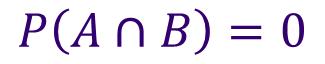 P(A ∩ B) = 0